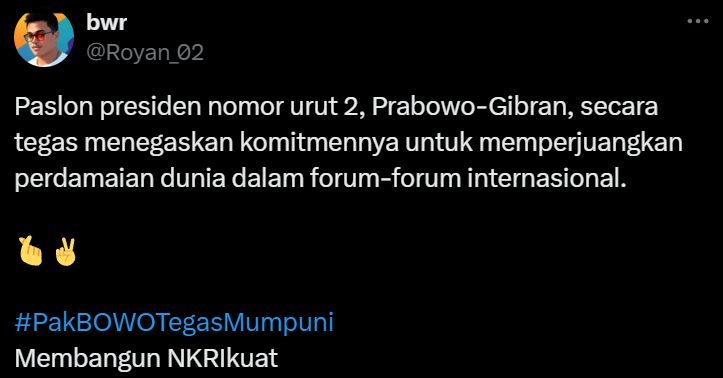 bwr
@Royan_02
Paslon presiden nomor urut 2, Prabowo-Gibran, secara
tegas menegaskan komitmennya untuk memperjuangkan
perdamaian dunia dalam forum-forum internasional.
🫰✌️
#PakBOWOTegasMumpuni
Membangun NKRIkuat